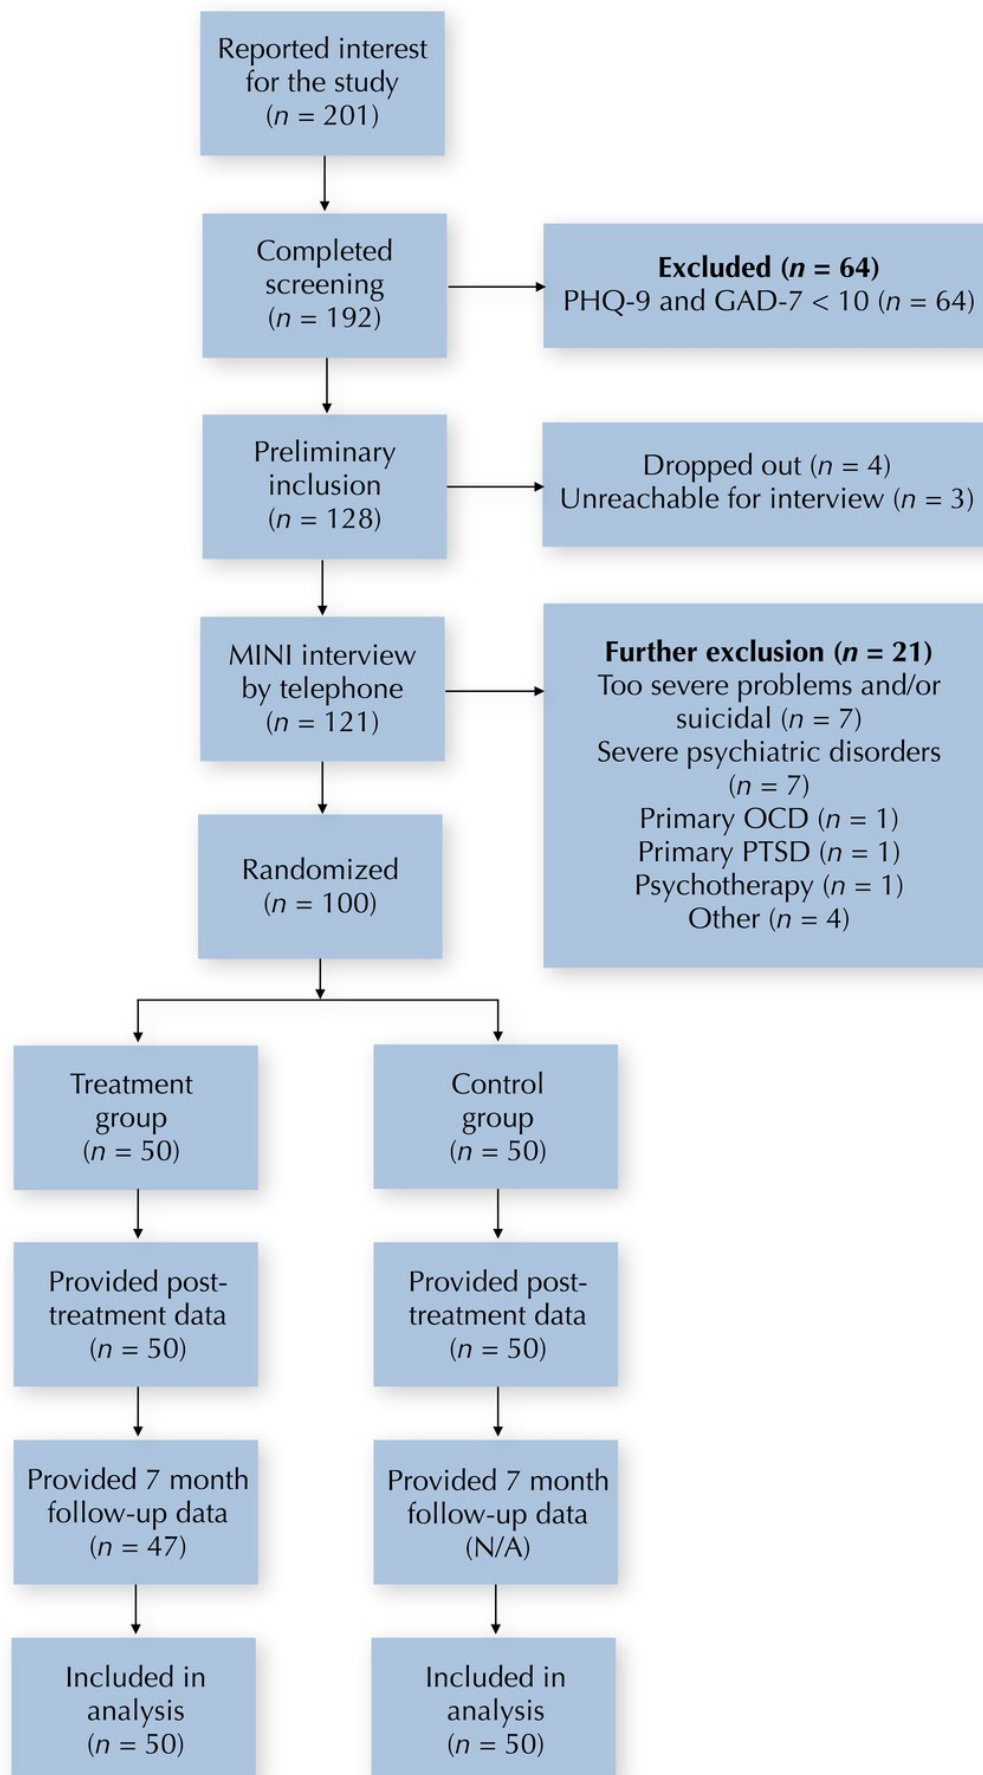 Reported interest
for the study
(n = 201)
Completed
screening
(n = 192)
Excluded (n = 64)
PHQ-9 and GAD-7 < 10 (n = 64)
Preliminary
inclusion
(n = 128)
Dropped out (n = 4)
Unreachable for interview (n = 3)
MINI interview
by telephone
(n = 121)
Further exclusion (n = 21)
Too severe problems and/or
suicidal (n = 7)
Severe psychiatric disorders
(n = 7)
Primary OCD (n = 1)
Primary PTSD (n = 1)
Psychotherapy (n = 1)
Other (n = 4)
Randomized
(n = 100)
Treatment
group
(n = 50)
Control
group
(n = 50)
Provided post-
treatment data
(n = 50)
Provided post-
treatment data
(n = 50)
Provided 7 month
follow-up data
(n = 47)
Provided 7 month
follow-up data
(N/A)
Included in
analysis
(n = 50)
Included in
analysis
(n = 50)